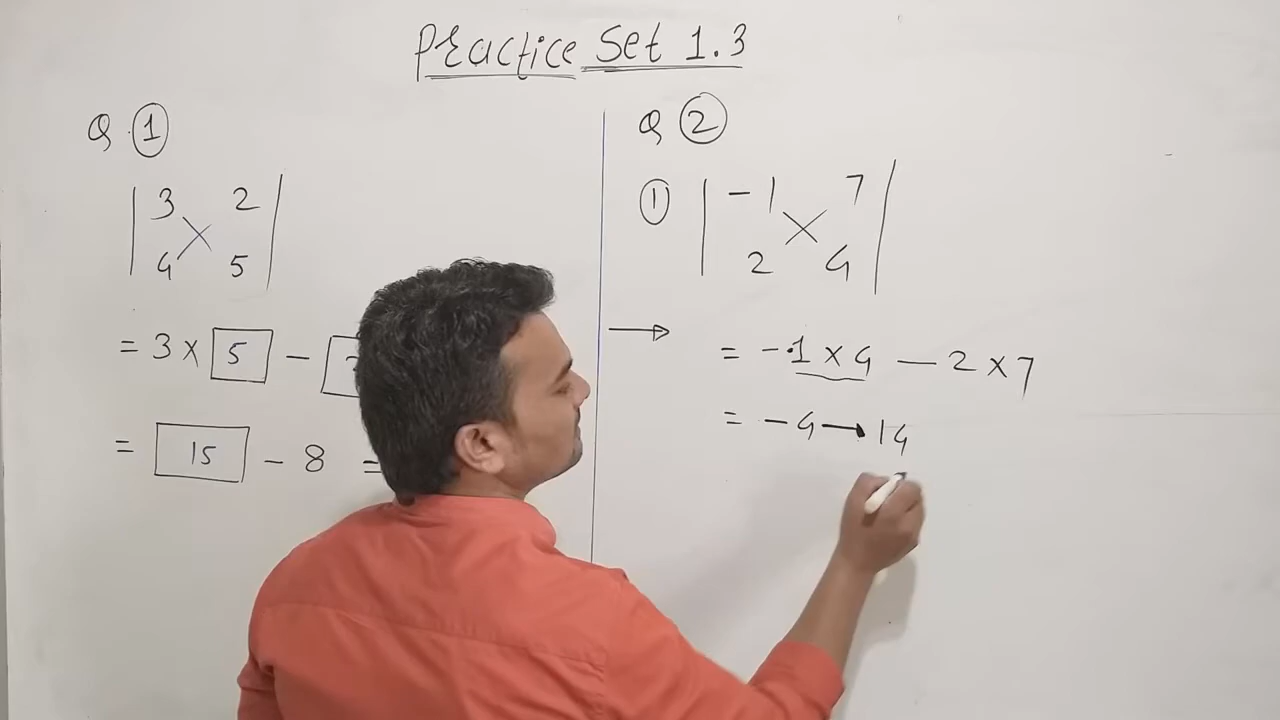 Practice Set 1.3
Q. 1
| 3 2 |
| 4 5 |
= 3 × 5 −
= 15 − 8 =
Q 2
1 | -1 7 |
| 2 4 |
= -1 × 4 − 2 × 7
= -4 − 14